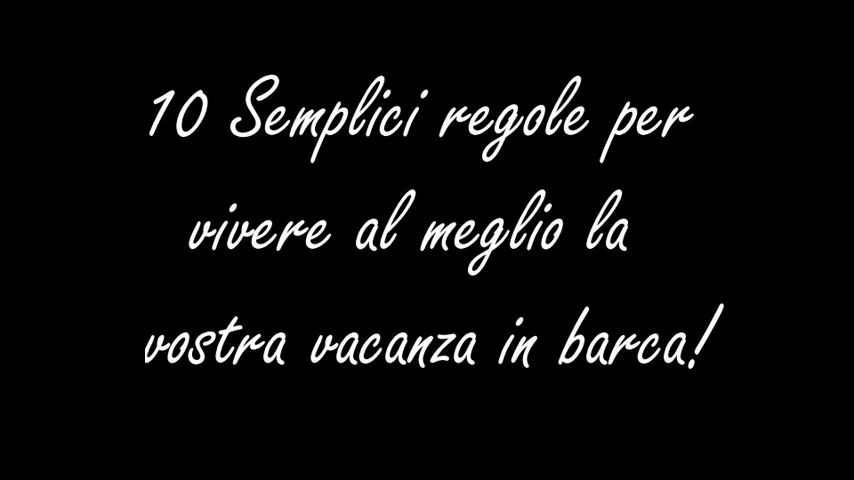 10 Semplici regole per
vivere al meglio la
vostra vacanza in barca!